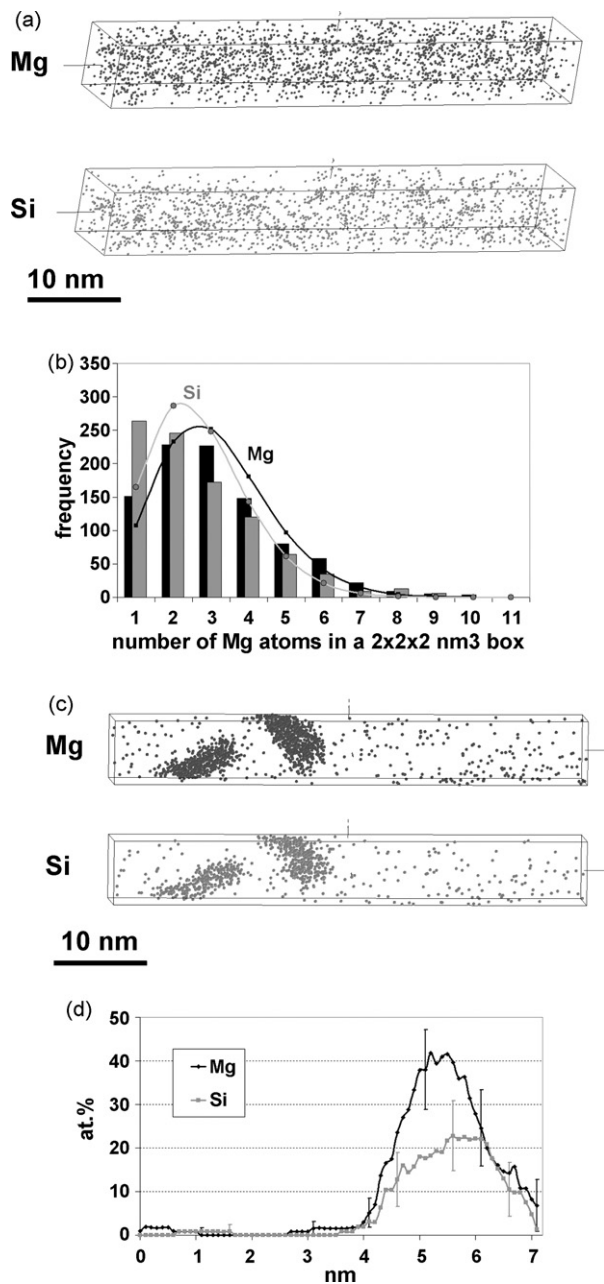 (a)
Mg
Si
10 nm
(b)
350
300
250
200
150
100
50
0
frequency
Si
Mg
1 2 3 4 5 6 7 8 9 10 11
number of Mg atoms in a 2x2x2 nm3 box
(c)
Mg
Si
10 nm
(d)
50
40
30
20
10
0
at.%
Mg
Si
0 1 2 3 4 5 6 7
nm